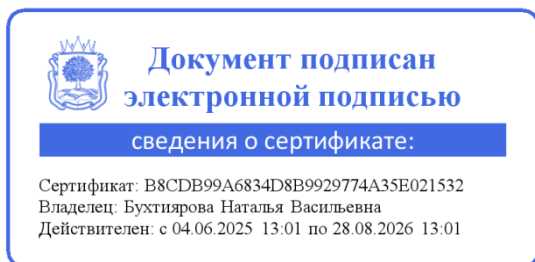 Документ подписан
электронной подписью
сведения о сертификате:
Сертификат: B8CDB99A6834D8B9929774A35E021532
Владелец: Бухтиярова Наталья Васильевна
Действителен: с 04.06.2025 13:01 по 28.08.2026 13:01